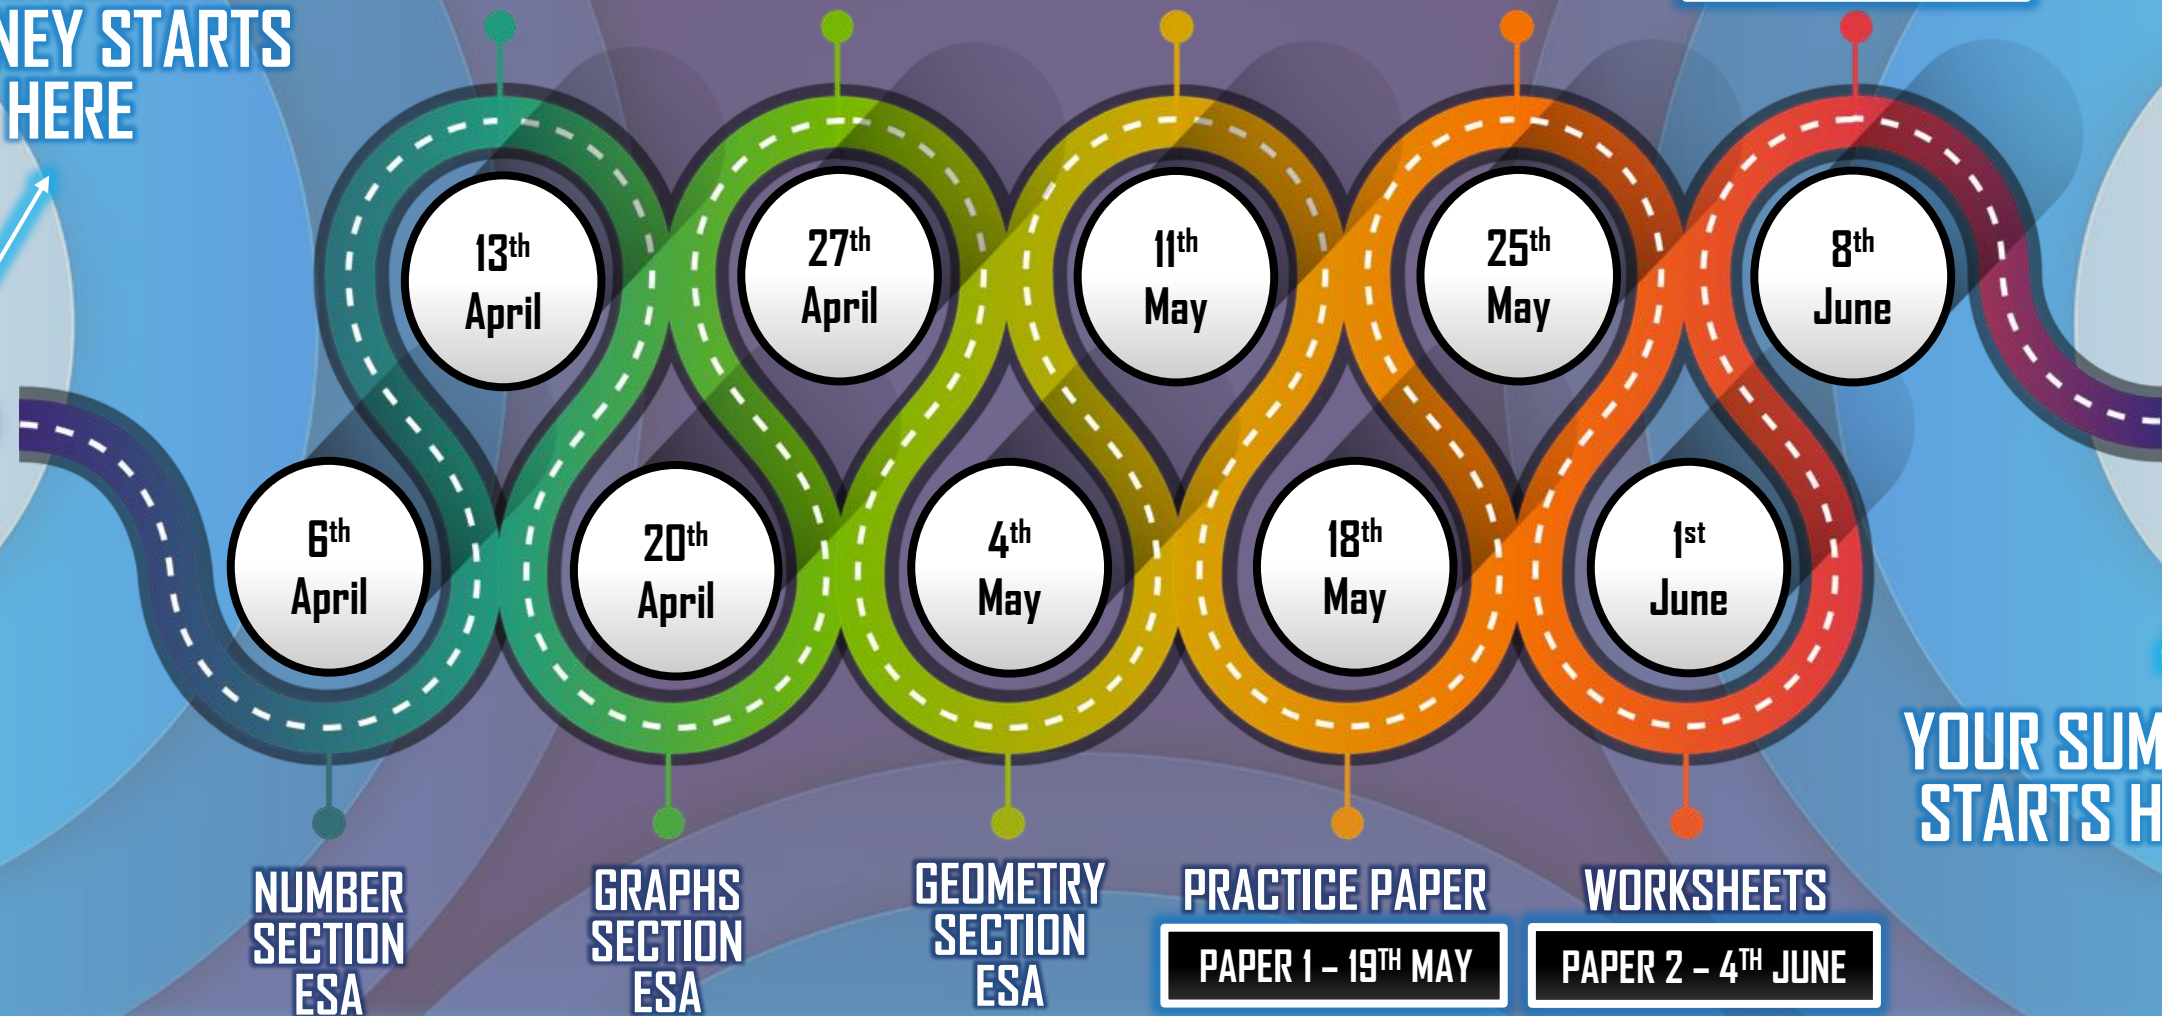 NEY STARTS
HERE
13th
April
27th
April
11th
May
25th
May
8th
June
6th
April
20th
April
4th
May
18th
May
1st
June
YOUR SUM
STARTS H
NUMBER
SECTION
ESA
GRAPHS
SECTION
ESA
GEOMETRY
SECTION
ESA
PRACTICE PAPER
PAPER 1 – 19TH MAY
WORKSHEETS
PAPER 2 – 4TH JUNE